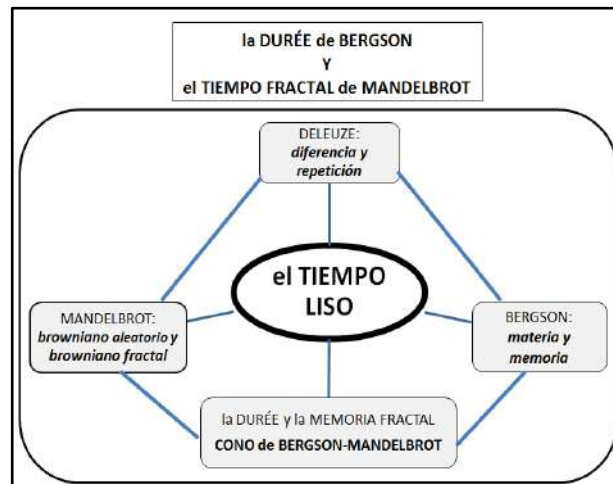 la DURÉE de BERGSON
Y
el TIEMPO FRACTAL de MANDELBROT
DELEUZE:
diferencia y
repetición
el TIEMPO
LISO
MANDELBROT:
browniano aleatorio y
browniano fractal
BERGSON:
materia y
memoria
la DURÉE y la MEMORIA FRACTAL
CONO de BERGSON-MANDELBROT